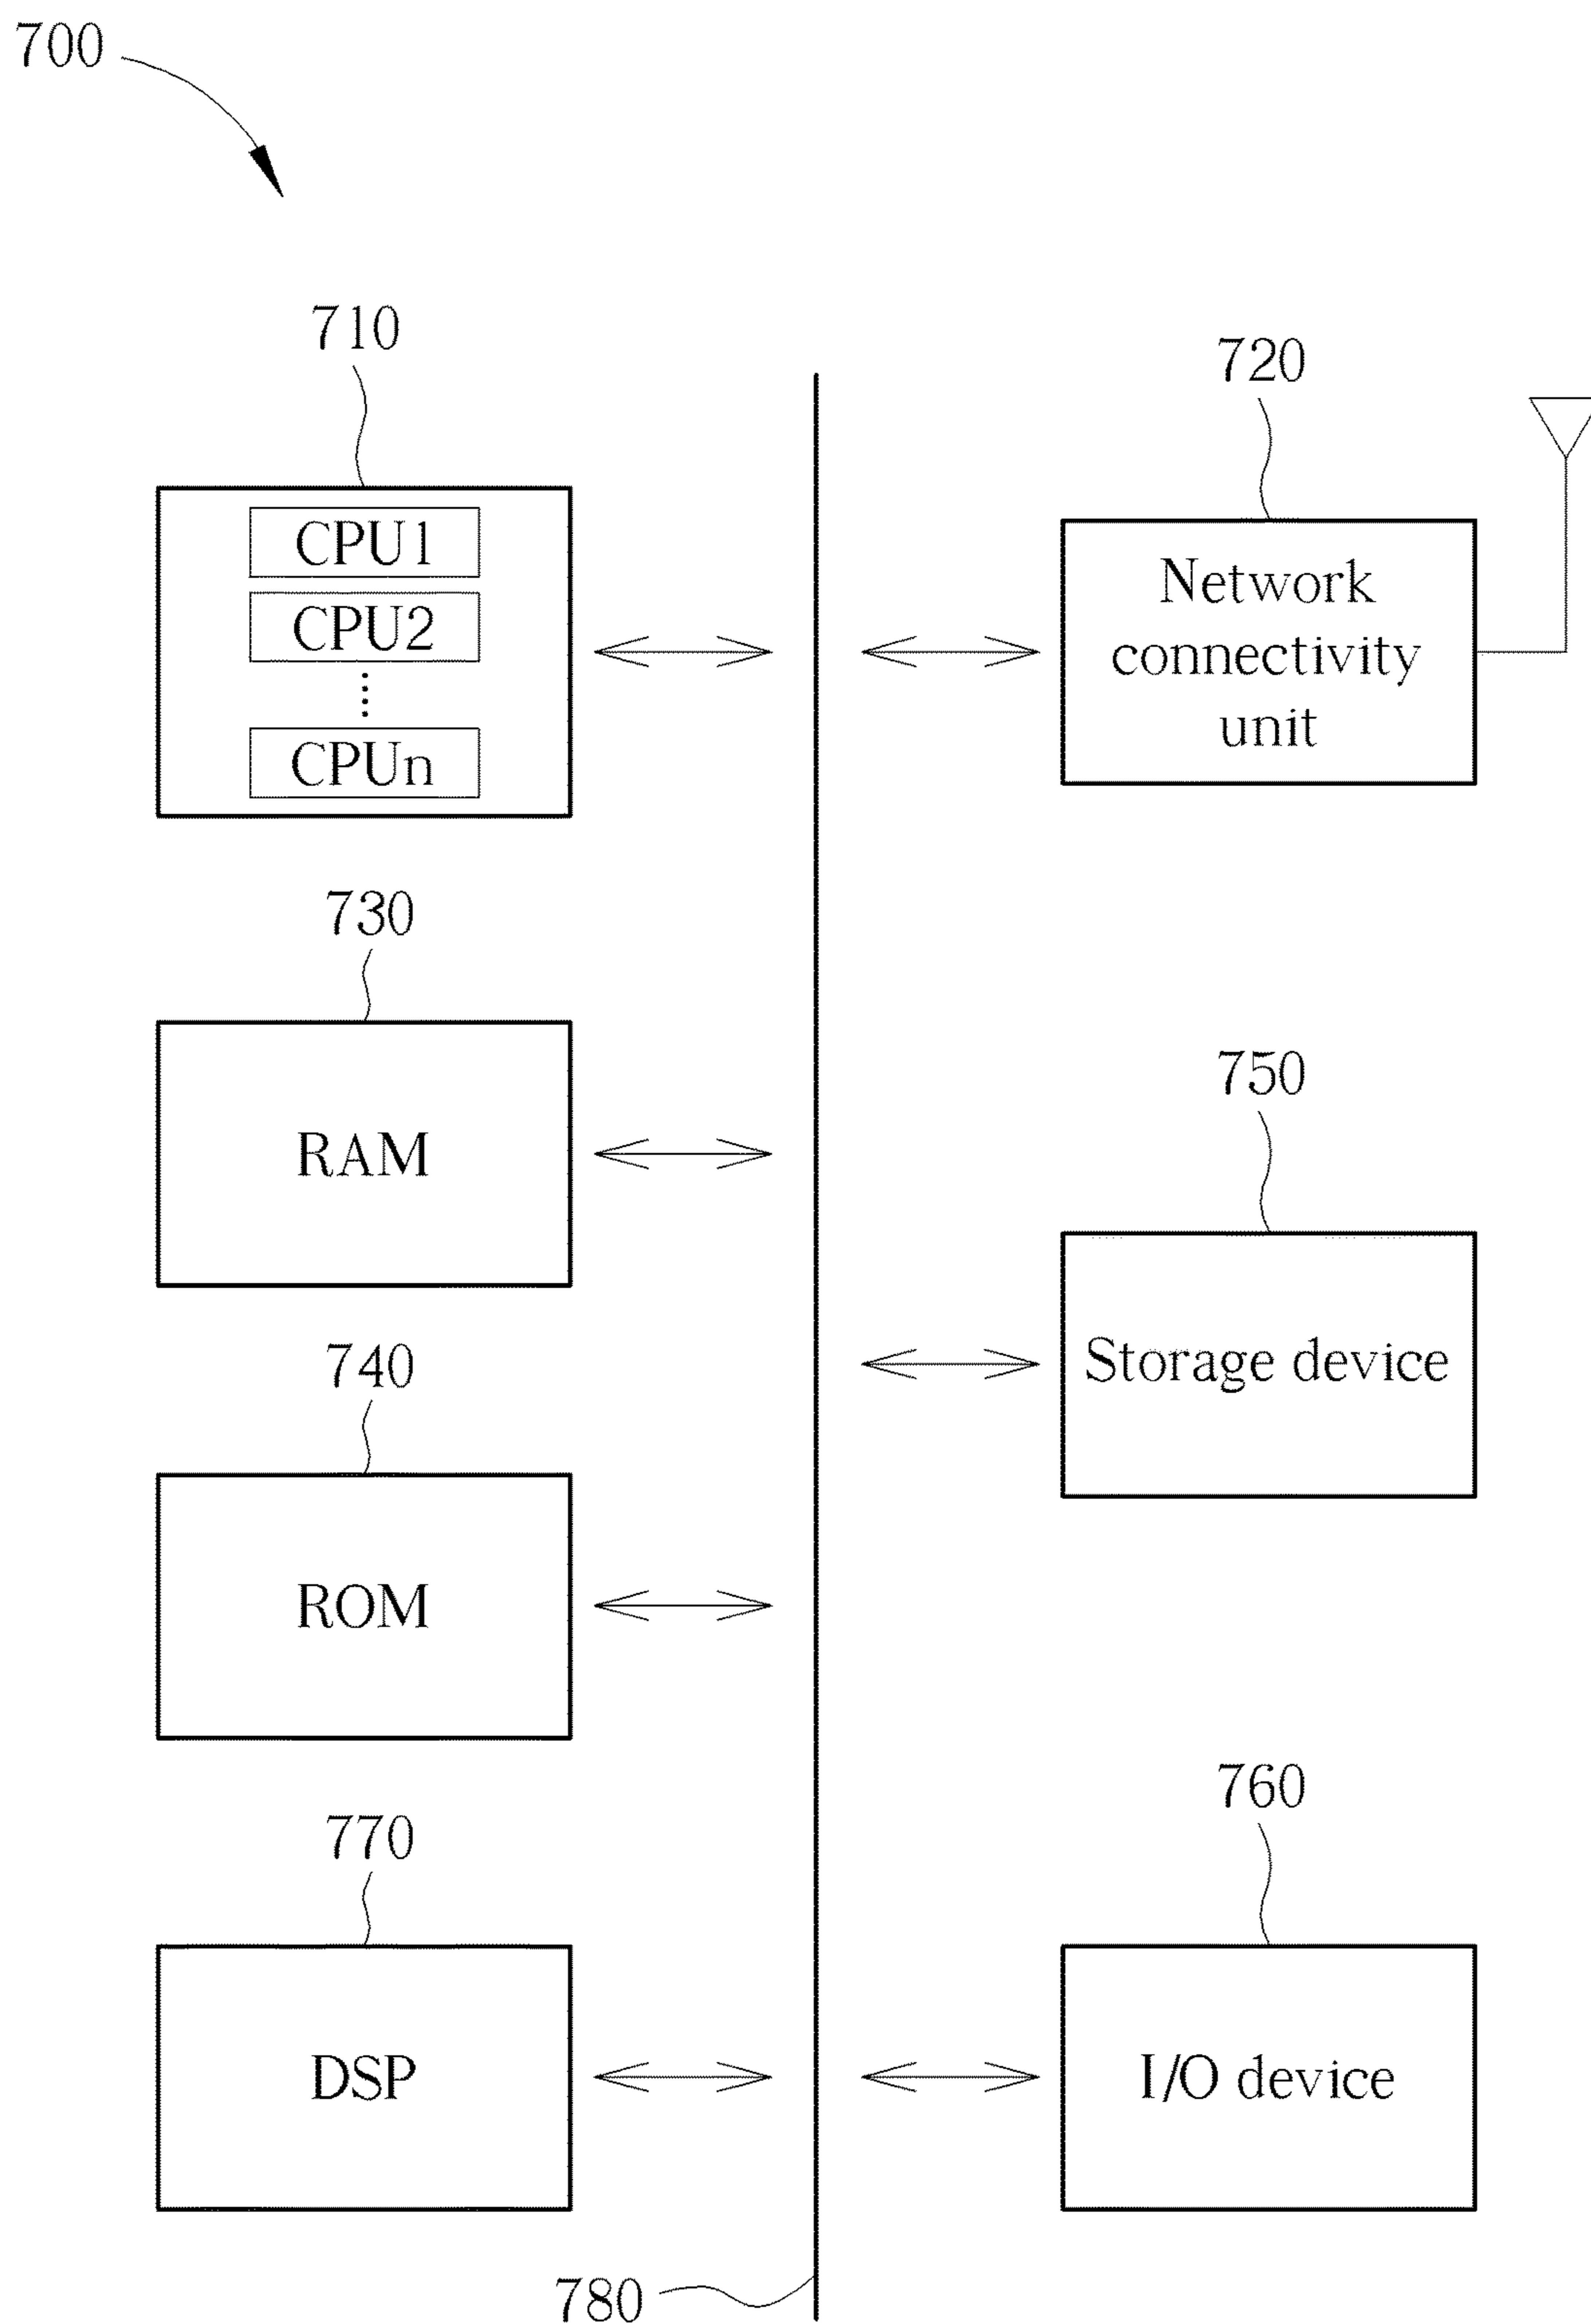 700
710
CPU1
CPU2
CPUn
720
Network
connectivity
unit
730
RAM
750
Storage device
740
ROM
770
DSP
760
I/O device
780